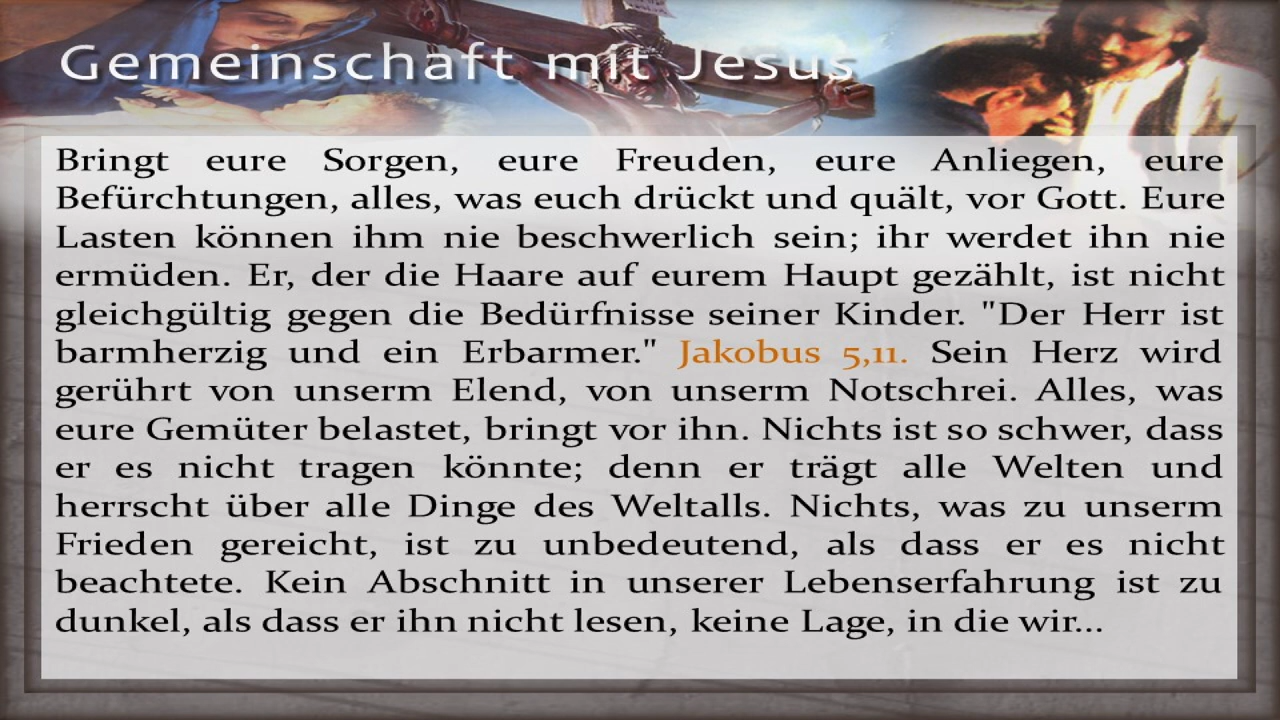 Gemeinschaft mit Jesus
Bringt eure Sorgen, eure Freuden, eure Anliegen, eure
Befürchtungen, alles, was euch drückt und quält, vor Gott. Eure
Lasten können ihm nie beschwerlich sein; ihr werdet ihn nie
ermüden. Er, der die Haare auf eurem Haupt gezählt, ist nicht
gleichgültig gegen die Bedürfnisse seiner Kinder. "Der Herr ist
barmherzig und ein Erbarmer." Jakobus 5,11. Sein Herz wird
gerührt von unserm Elend, von unserm Notschrei. Alles, was
eure Gemüter belastet, bringt vor ihn. Nichts ist so schwer, dass
er es nicht tragen könnte; denn er trägt alle Welten und
herrscht über alle Dinge des Weltalls. Nichts, was zu unserm
Frieden gereicht, ist zu unbedeutend, als dass er es nicht
beachtete. Kein Abschnitt in unserer Lebenserfahrung ist zu
dunkel, als dass er ihn nicht lesen, keine Lage, in die wir...